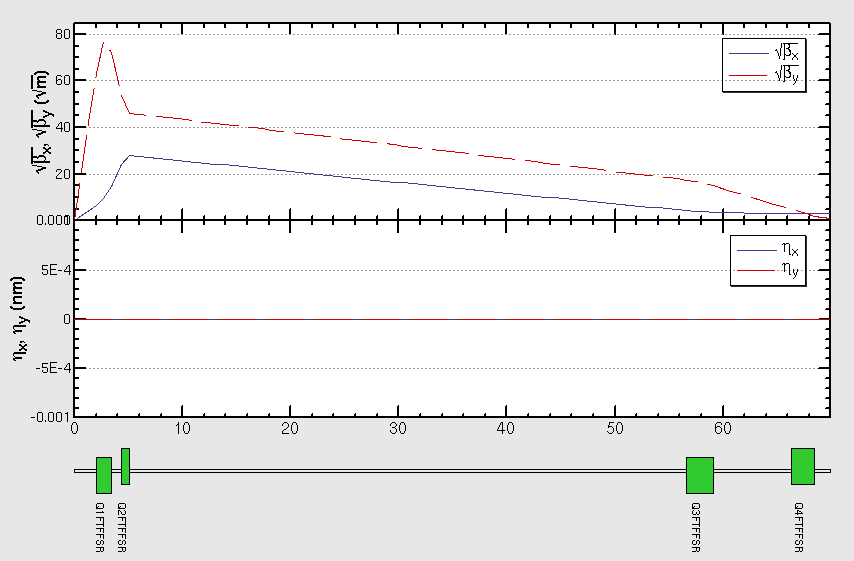 80
60
40
20
0.000
√βx, √βy (√m)
√βx
√βy
5E-4
0
-5E-4
-0.001
ηx, ηy (nm)
ηx
ηy
0 10 20 30 40 50 60
Q1FTFFSR Q2FTFFSR Q3FTFFSR Q4FTFFSR